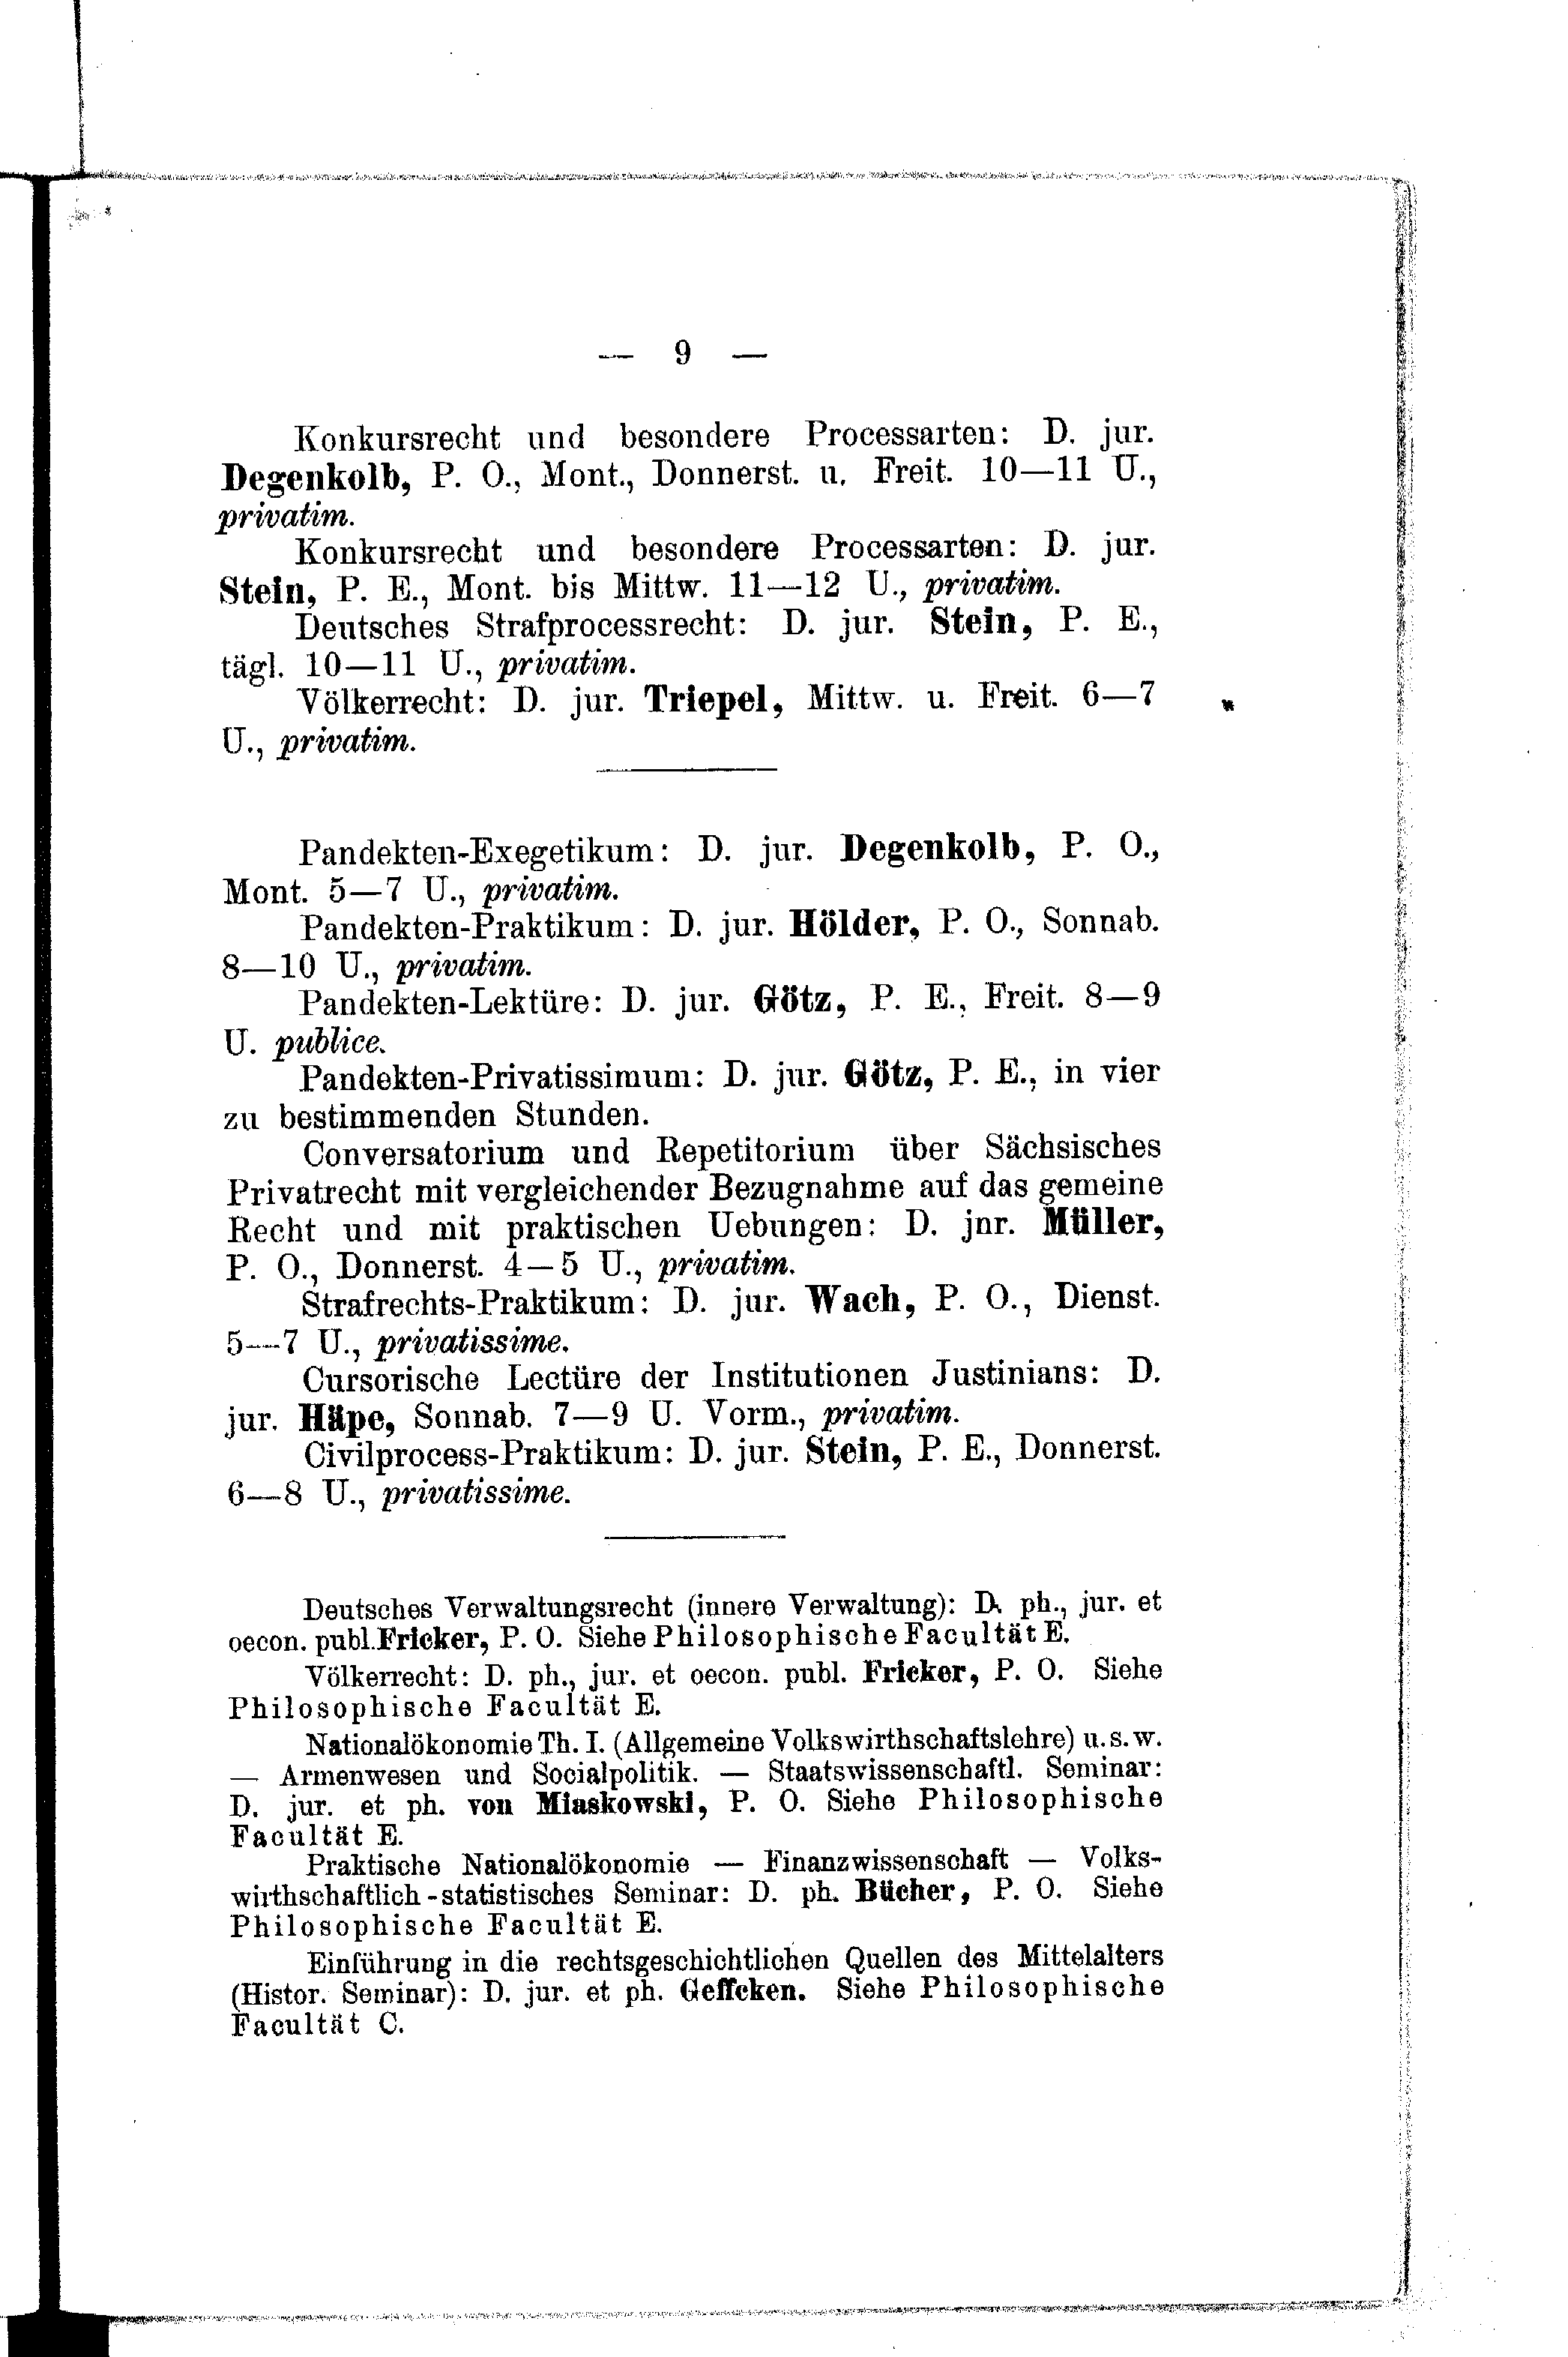 — 9 —
Konkursrecht und besondere Processarten: D. jur.
Degenkolb, P. O., Mont., Donnerst. u. Freit. 10—11 U.,
privatim.
Konkursrecht und besondere Processarten: D. jur.
Stein, P. E., Mont. bis Mittw. 11—12 U., privatim.
Deutsches Strafprocessrecht: D. jur. Stein, P. E.,
tägl. 10—11 U., privatim.
Völkerrecht: D. jur. Triepel, Mittw. u. Freit. 6—7
U., privatim.
Pandekten-Exegetikum: D. jur. Degenkolb, P. O.,
Mont. 5—7 U., privatim.
Pandekten-Praktikum: D. jur. Hölder, P. O., Sonnab.
8—10 U., privatim.
Pandekten-Lektüre: D. jur. Götz, P. E., Freit. 8—9
U. publice.
Pandekten-Privatissimum: D. jur. Götz, P. E., in vier
zu bestimmenden Stunden.
Conversatorium und Repetitorium über Sächsisches
Privatrecht mit vergleichender Bezugnahme auf das gemeine
Recht und mit praktischen Uebungen: D. jnr. Müller,
P. O., Donnerst. 4—5 U., privatim.
Strafrechts-Praktikum: D. jur. Wach, P. O., Dienst.
5—7 U., privatissime.
Cursorische Lectüre der Institutionen Justinians: D.
jur. Häpe, Sonnab. 7—9 U. Vorm., privatim.
Civilprocess-Praktikum: D. jur. Stein, P. E., Donnerst.
6—8 U., privatissime.
Deutsches Verwaltungsrecht (innere Verwaltung): D. ph., jur. et
oecon. publ. Fricker, P. O. Siehe Philosophische Facultät E.
Völkerrecht: D. ph., jur. et oecon. publ. Fricker, P. O. Siehe
Philosophische Facultät E.
Nationalökonomie Th. I. (Allgemeine Volkswirthschaftslehre) u. s. w.
— Armenwesen und Socialpolitik. — Staatswissenschaftl. Seminar:
D. jur. et ph. von Miaskowski, P. O. Siehe Philosophische
Facultät E.
Praktische Nationalökonomie — Finanzwissenschaft — Volks-
wirthschaftlich-statistisches Seminar: D. ph. Bücher, P. O. Siehe
Philosophische Facultät E.
Einführung in die rechtsgeschichtlichen Quellen des Mittelalters
(Histor. Seminar): D. jur. et ph. Geffcken. Siehe Philosophische
Facultät C.